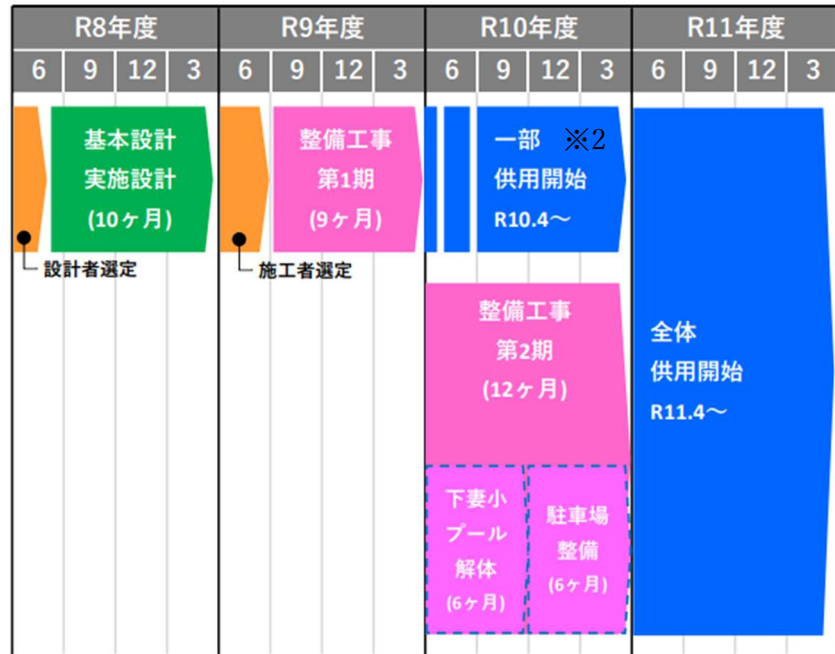 R8年度 R9年度 R10年度 R11年度
6 9 12 3 6 9 12 3 6 9 12 3 6 9 12 3
基本設計
実施設計
(10ヶ月)
設計者選定
整備工事
第1期
(9ヶ月)
施工者選定
一部 ※2
供用開始
R10.4～
整備工事
第2期
(12ヶ月)
下妻小
プール
解体
(6ヶ月)
駐車場
整備
(6ヶ月)
全体
供用開始
R11.4～